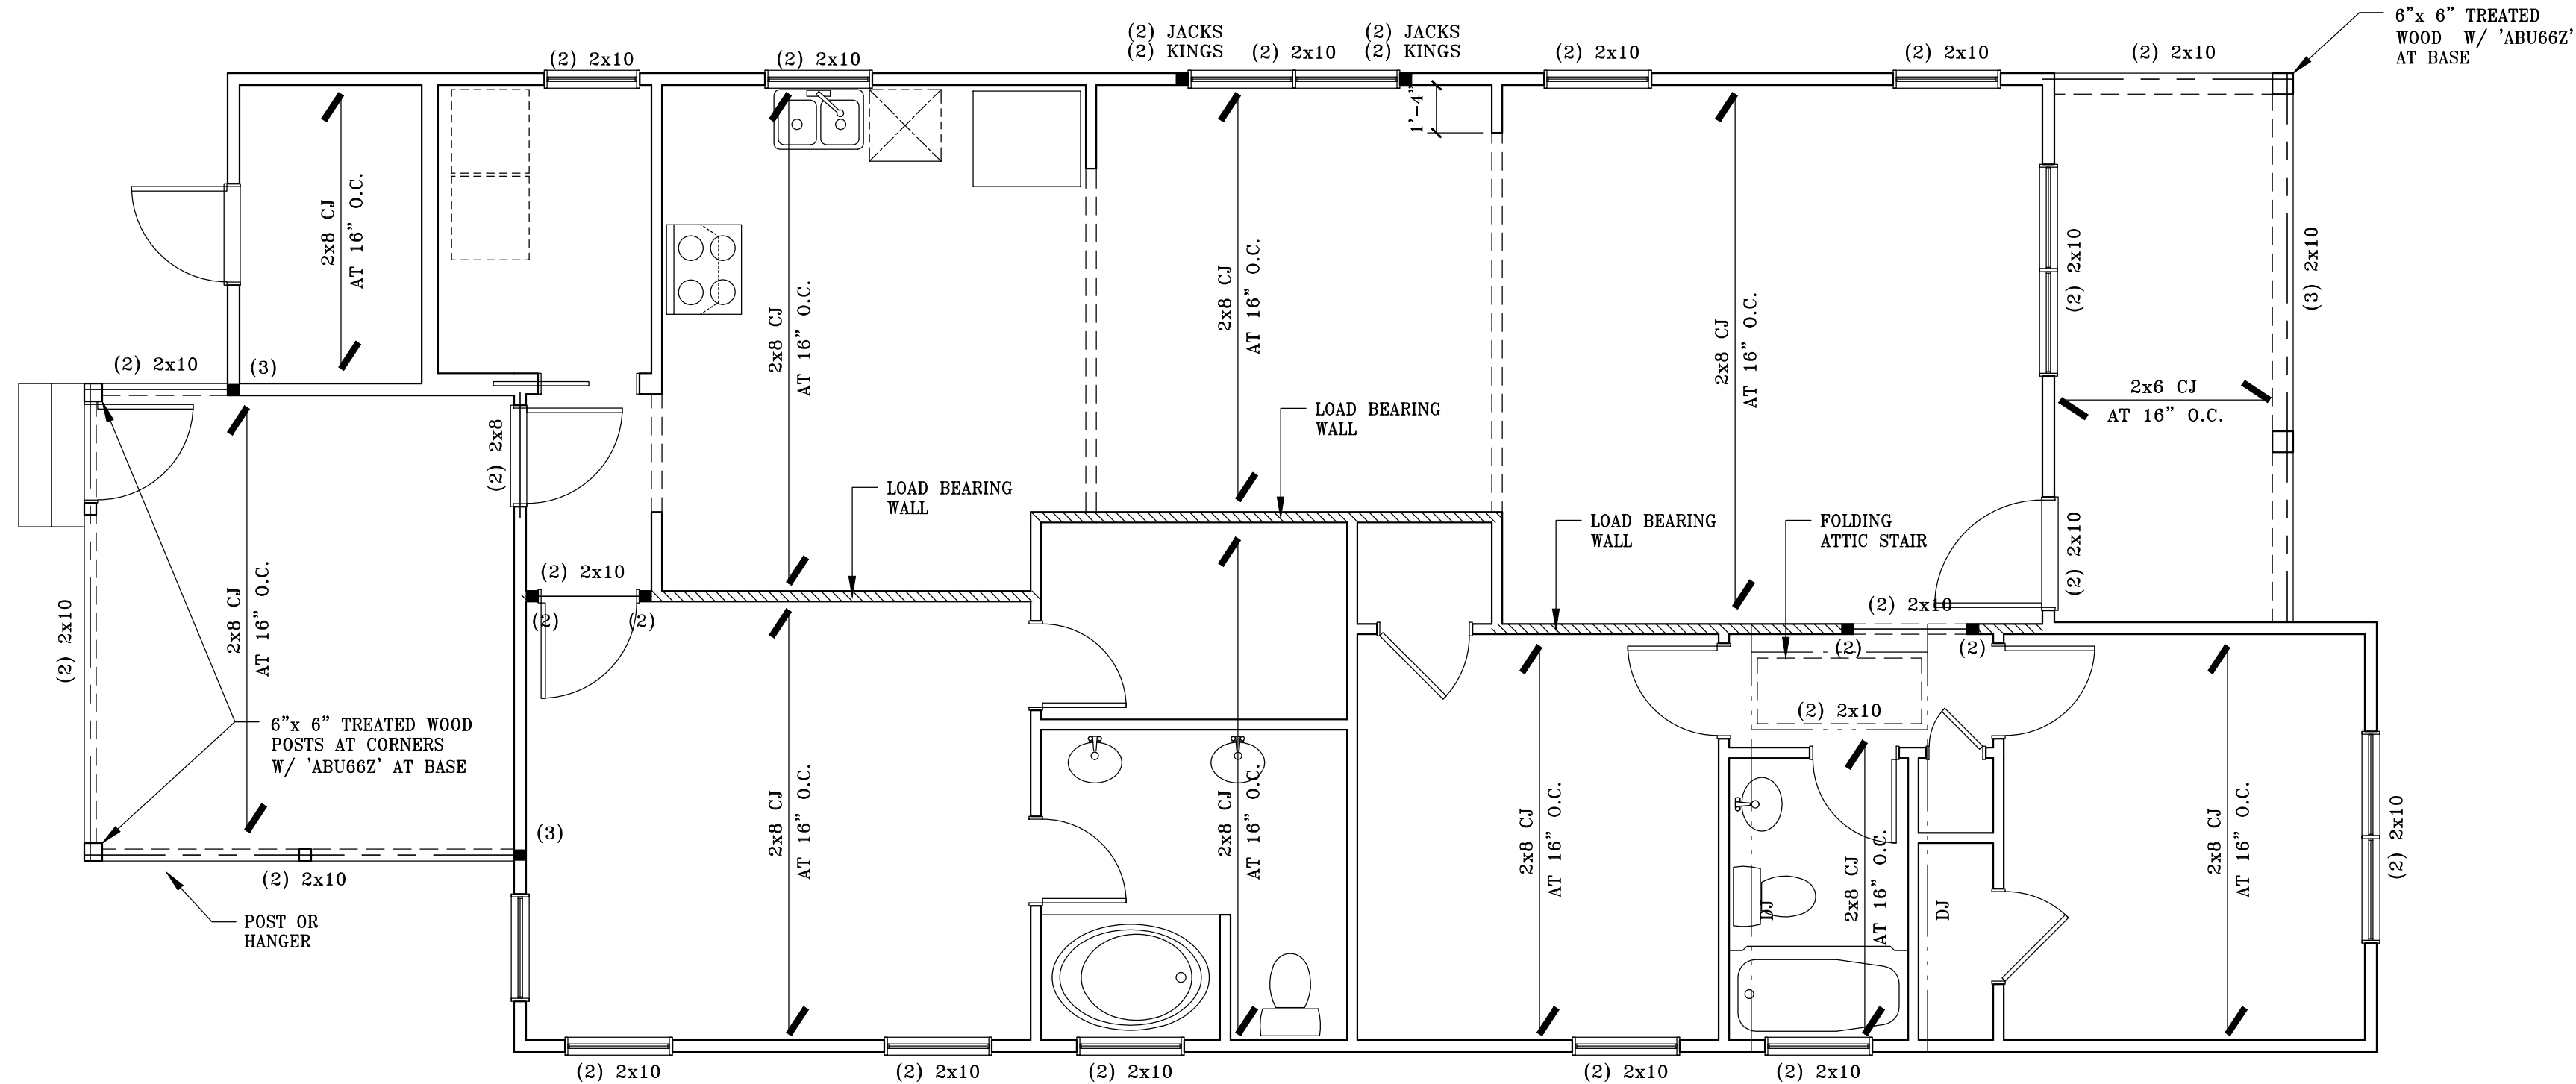 (2) JACKS
(2) KINGS
(2) JACKS
(2) KINGS
6"x 6" TREATED
WOOD W/ 'ABU66Z'
AT BASE
(2) 2x10
(2) 2x10
(2) 2x10
(2) 2x10
(2) 2x10
(2) 2x10
1'-4"
2x8 CJ
AT 16" O.C.
2x8 CJ
AT 16" O.C.
2x8 CJ
AT 16" O.C.
2x8 CJ
AT 16" O.C.
(2) 2x10
(3) 2x10
(2) 2x10
(3)
2x6 CJ
AT 16" O.C.
(2) 2x8
LOAD BEARING
WALL
LOAD BEARING
WALL
LOAD BEARING
WALL
FOLDING
ATTIC STAIR
(2) 2x10
(2) 2x10
(2)
(2)
(2) 2x10
(2)
(2)
(2) 2x10
2x8 CJ
AT 16" O.C.
6"x 6" TREATED WOOD
POSTS AT CORNERS
W/ 'ABU66Z' AT BASE
(2) 2x10
2x8 CJ
AT 16" O.C.
2x8 CJ
AT 16" O.C.
2x8 CJ
AT 16" O.C.
2x8 CJ
AT 16" O.C.
2x8 CJ
AT 16" O.C.
(2) 2x10
(3)
(2) 2x10
DJ
DJ
POST OR
HANGER
(2) 2x10
(2) 2x10
(2) 2x10
(2) 2x10
(2) 2x10